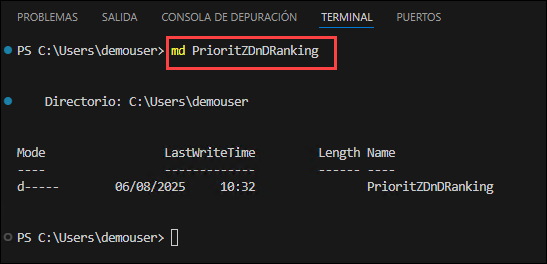 PROBLEMAS SALIDA CONSOLA DE DEPURACIÓN TERMINAL PUERTOS
PS C:\Users\demouser> md PrioritZDnDRanking
Directorio: C:\Users\demouser
Mode LastWriteTime Length Name
---- ------------- ------ ----
d----- 06/08/2025 10:32 PrioritZDnDRanking
PS C:\Users\demouser>